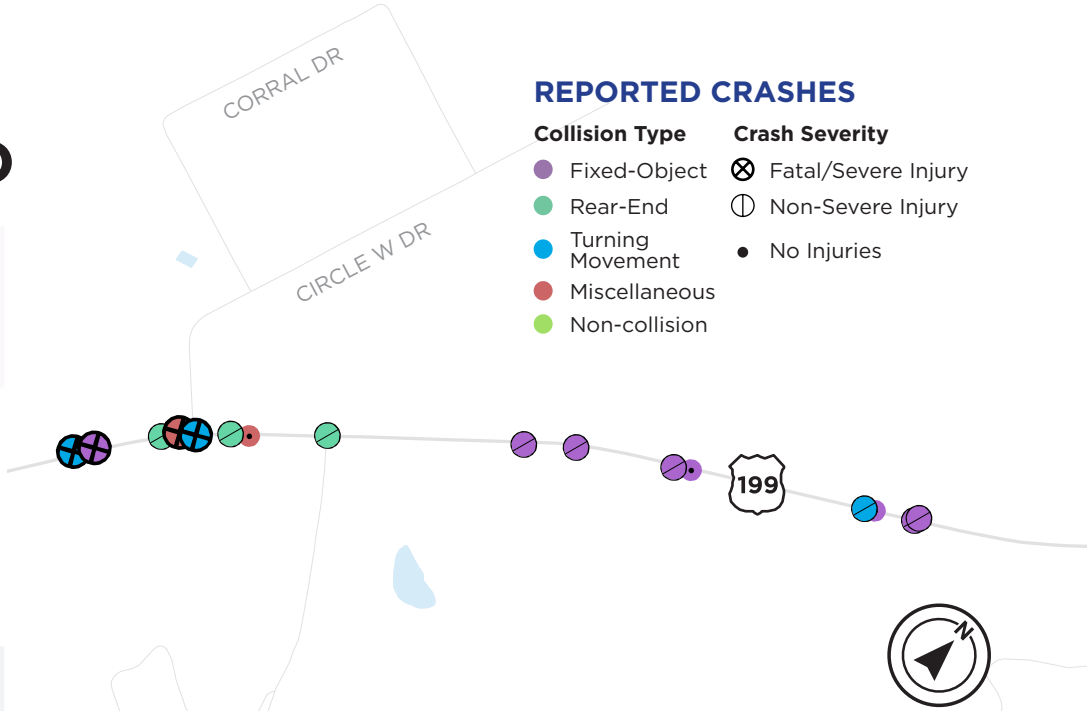 CORRAL DR
CIRCLE W DR
REPORTED CRASHES
Collision Type
Fixed-Object
Rear-End
Turning
Movement
Miscellaneous
Non-collision
Crash Severity
Fatal/Severe Injury
Non-Severe Injury
No Injuries
199
N